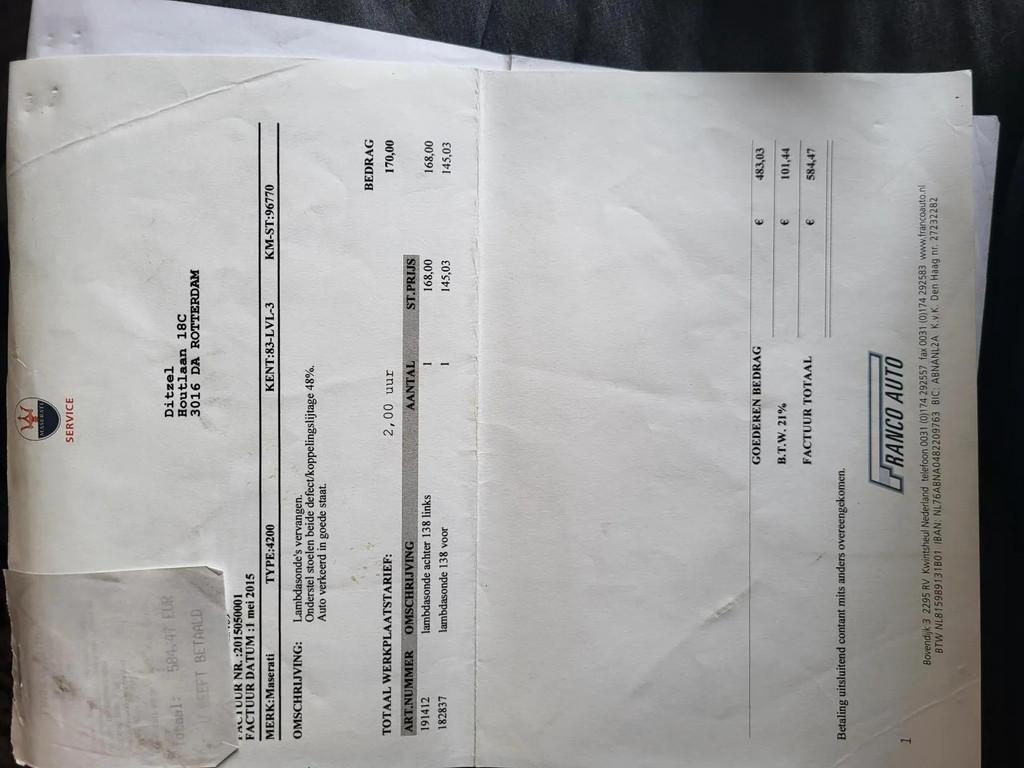 MASERATI
SERVICE
Totaal: 584,47 EUR
U HEEFT BETAALD
Ditzel
Houtlaan 18C
3016 DA ROTTERDAM
FACTUUR NR.:2015050001
FACTUUR DATUM :1 mei 2015
MERK:Maserati TYPE:4200 KENT:83-LVL-3 KM-ST:96770
OMSCHRIJVING: Lambdasonde's vervangen.
Onderstel stoelen beide defect/koppelingslijtage 48%.
Auto verkeerd in goede staat.
BEDRAG
TOTAAL WERKPLAATSTARIEF: 2,00 uur 170,00
ART.NUMMER OMSCHRIJVING AANTAL ST.PRIJS
191412 lambdasonde achter 138 links 1 168,00 168,00
182837 lambdasonde 138 voor 1 145,03 145,03
GOEDEREN BEDRAG € 483,03
B.T.W. 21% € 101,44
FACTUUR TOTAAL € 584,47
Betaling uitsluitend contant mits anders overeengekomen.
FRANCO AUTO
Bovendijk 3 2295 RV Kwintsheul Nederland telefoon 0031 (0)174 292557 fax 0031 (0)174 292583 www.francoauto.nl
BTW NL815989131B01 IBAN: NL76ABNA0482209763 BIC: ABNANL2A K.v.K. Den Haag nr. 27232282
1